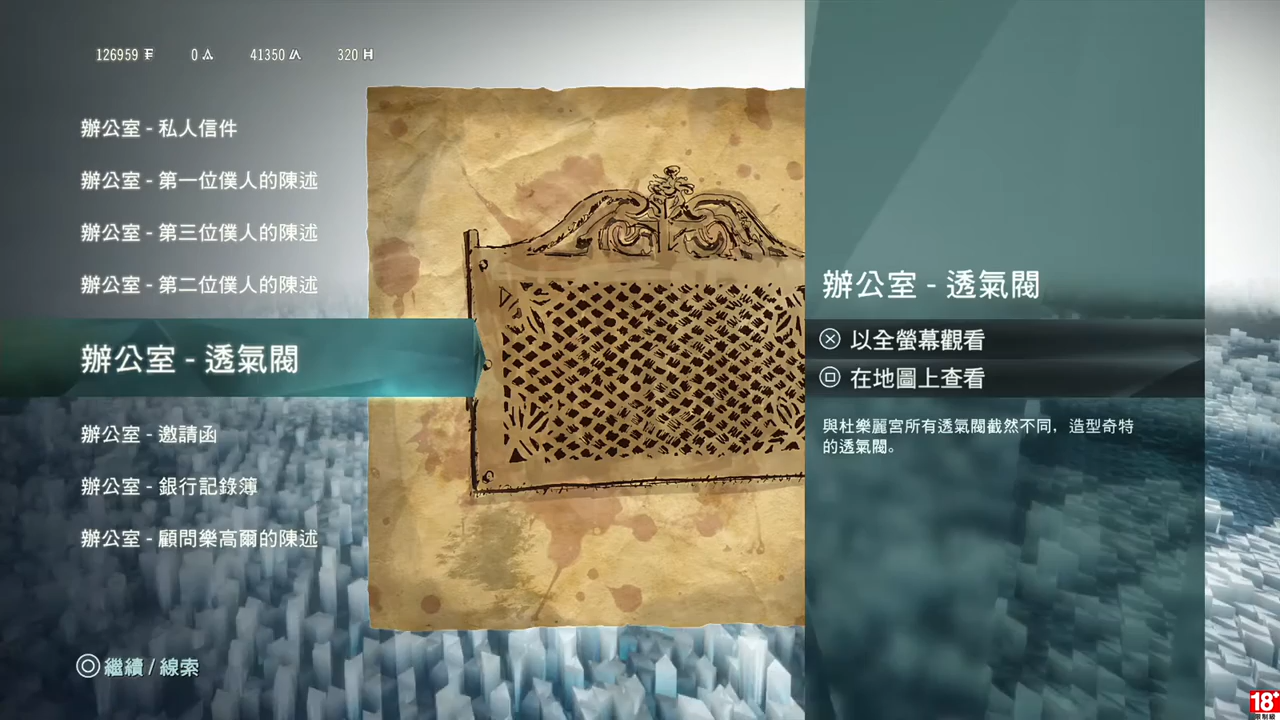 126959 0 41350 320
辦公室 - 私人信件
辦公室 - 第一位僕人的陳述
辦公室 - 第三位僕人的陳述
辦公室 - 第二位僕人的陳述
辦公室 - 透氣閥
辦公室 - 邀請函
辦公室 - 銀行記錄簿
辦公室 - 顧問樂高爾的陳述
繼續 / 線索
辦公室 - 透氣閥
以全螢幕觀看
在地圖上查看
與杜樂麗宮所有透氣閥截然不同，造型奇特
的透氣閥。
18+